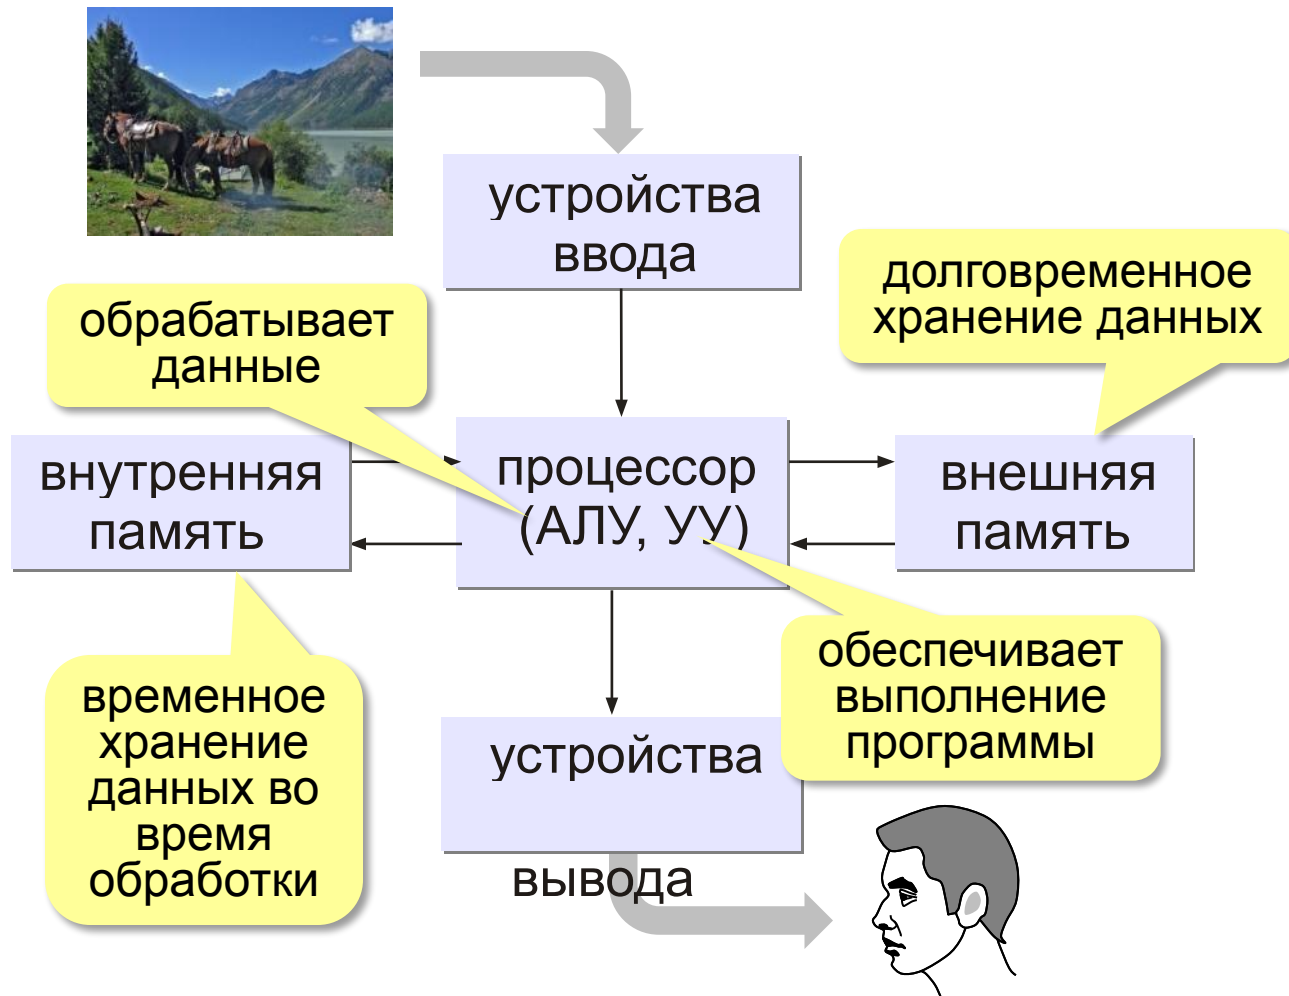 устройства
ввода
долговременное
хранение данных
обрабатывает
данные
внутренняя
память
процессор
(АЛУ, УУ)
внешняя
память
обеспечивает
выполнение
программы
временное
хранение
данных во
время
обработки
устройства
вывода